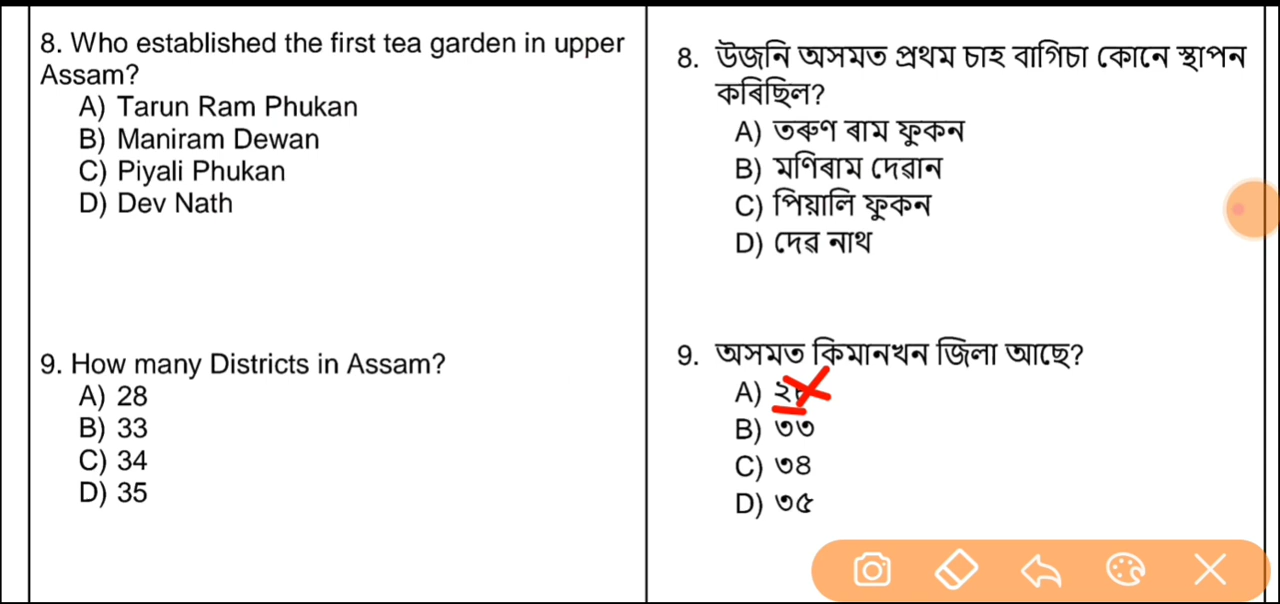 8. Who established the first tea garden in upper
Assam?
A) Tarun Ram Phukan
B) Maniram Dewan
C) Piyali Phukan
D) Dev Nath
9. How many Districts in Assam?
A) 28
B) 33
C) 34
D) 35
8. উজনি অসমত প্ৰথম চাহ বাগিচা কোনে স্থাপন
কৰিছিল?
A) তৰুণ ৰাম ফুকন
B) মণিৰাম দেৱান
C) পিয়ালি ফুকন
D) দেৱ নাথ
9. অসমত কিমানখন জিলা আছে?
A)
B) ৩৩
C) ৩৪
D) ৩৫